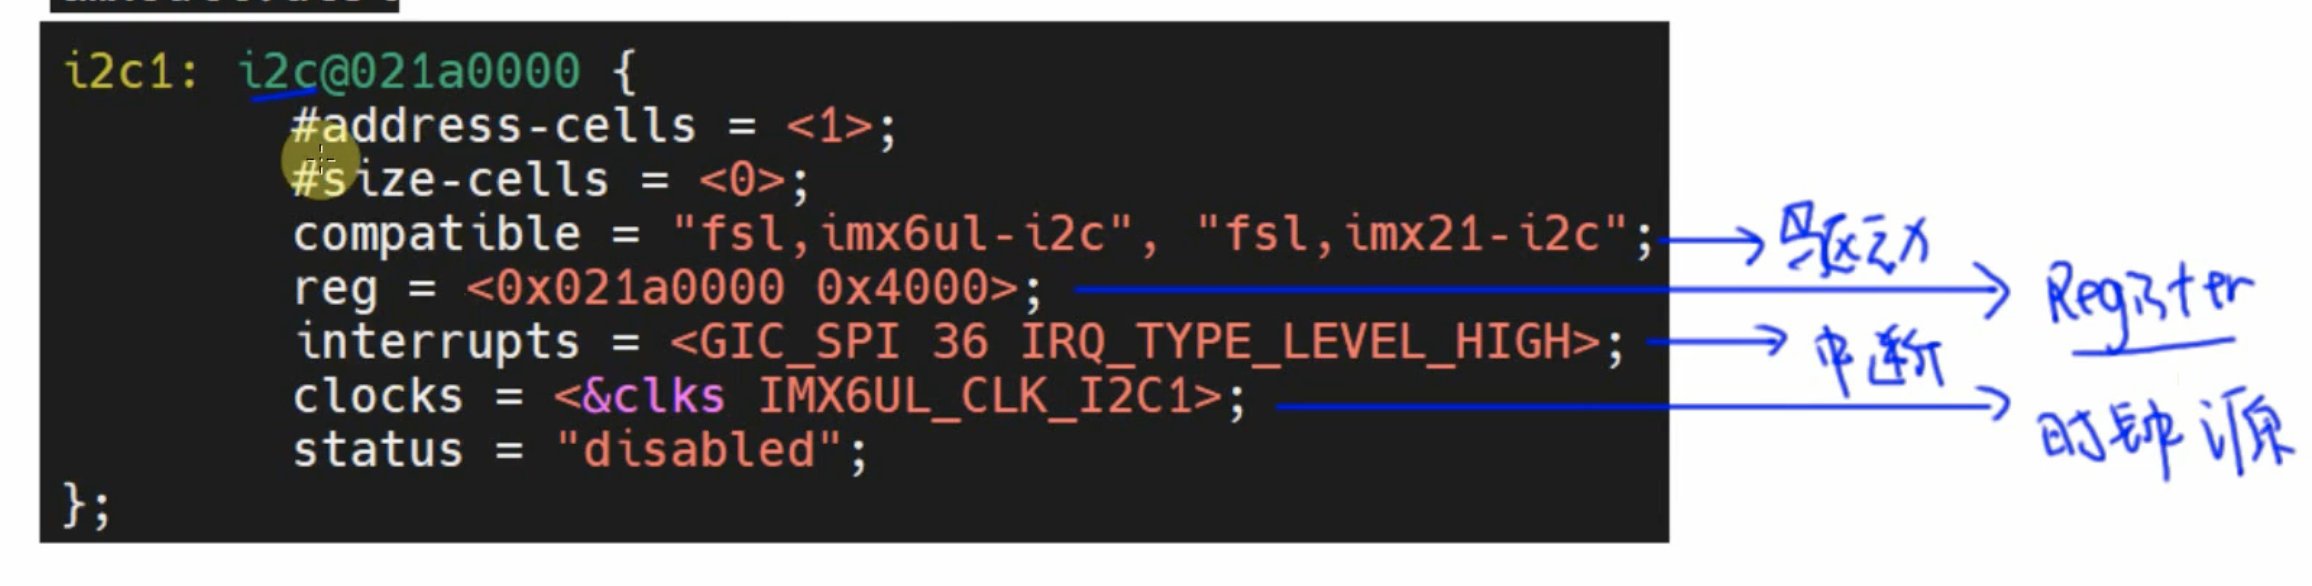 i2c1: i2c@021a0000 {
#address-cells = <1>;
#size-cells = <0>;
compatible = "fsl,imx6ul-i2c", "fsl,imx21-i2c"; 驱动
reg = <0x021a0000 0x4000>; Register
interrupts = <GIC_SPI 36 IRQ_TYPE_LEVEL_HIGH>; 中断
clocks = <&clks IMX6UL_CLK_I2C1>; 时钟源
status = "disabled";
};